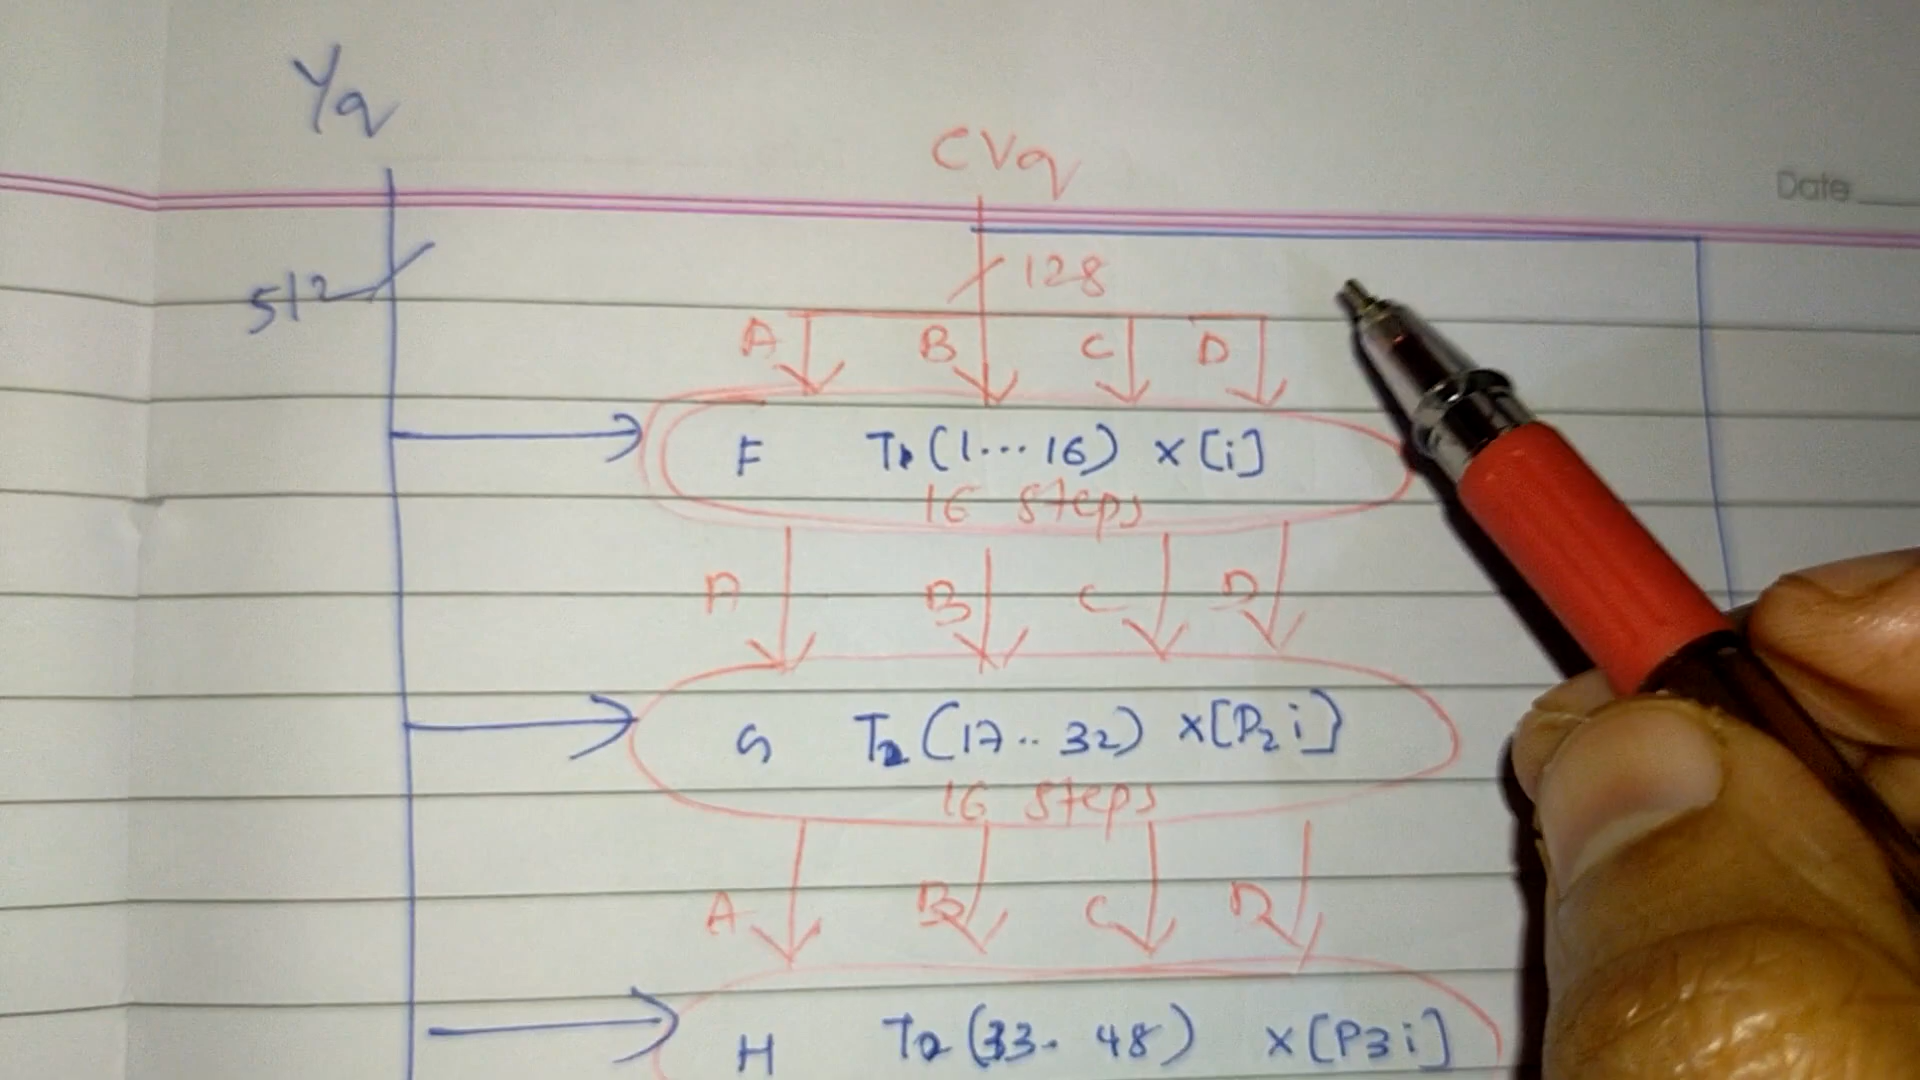 Yq
CVq
Date
512
128
A B C D
F T1 (1...16) x[i]
16 steps
A B C D
G T2 (17..32) x[P2 i]
16 steps
A B C D
H T2 (33. 48) x[P3 i]